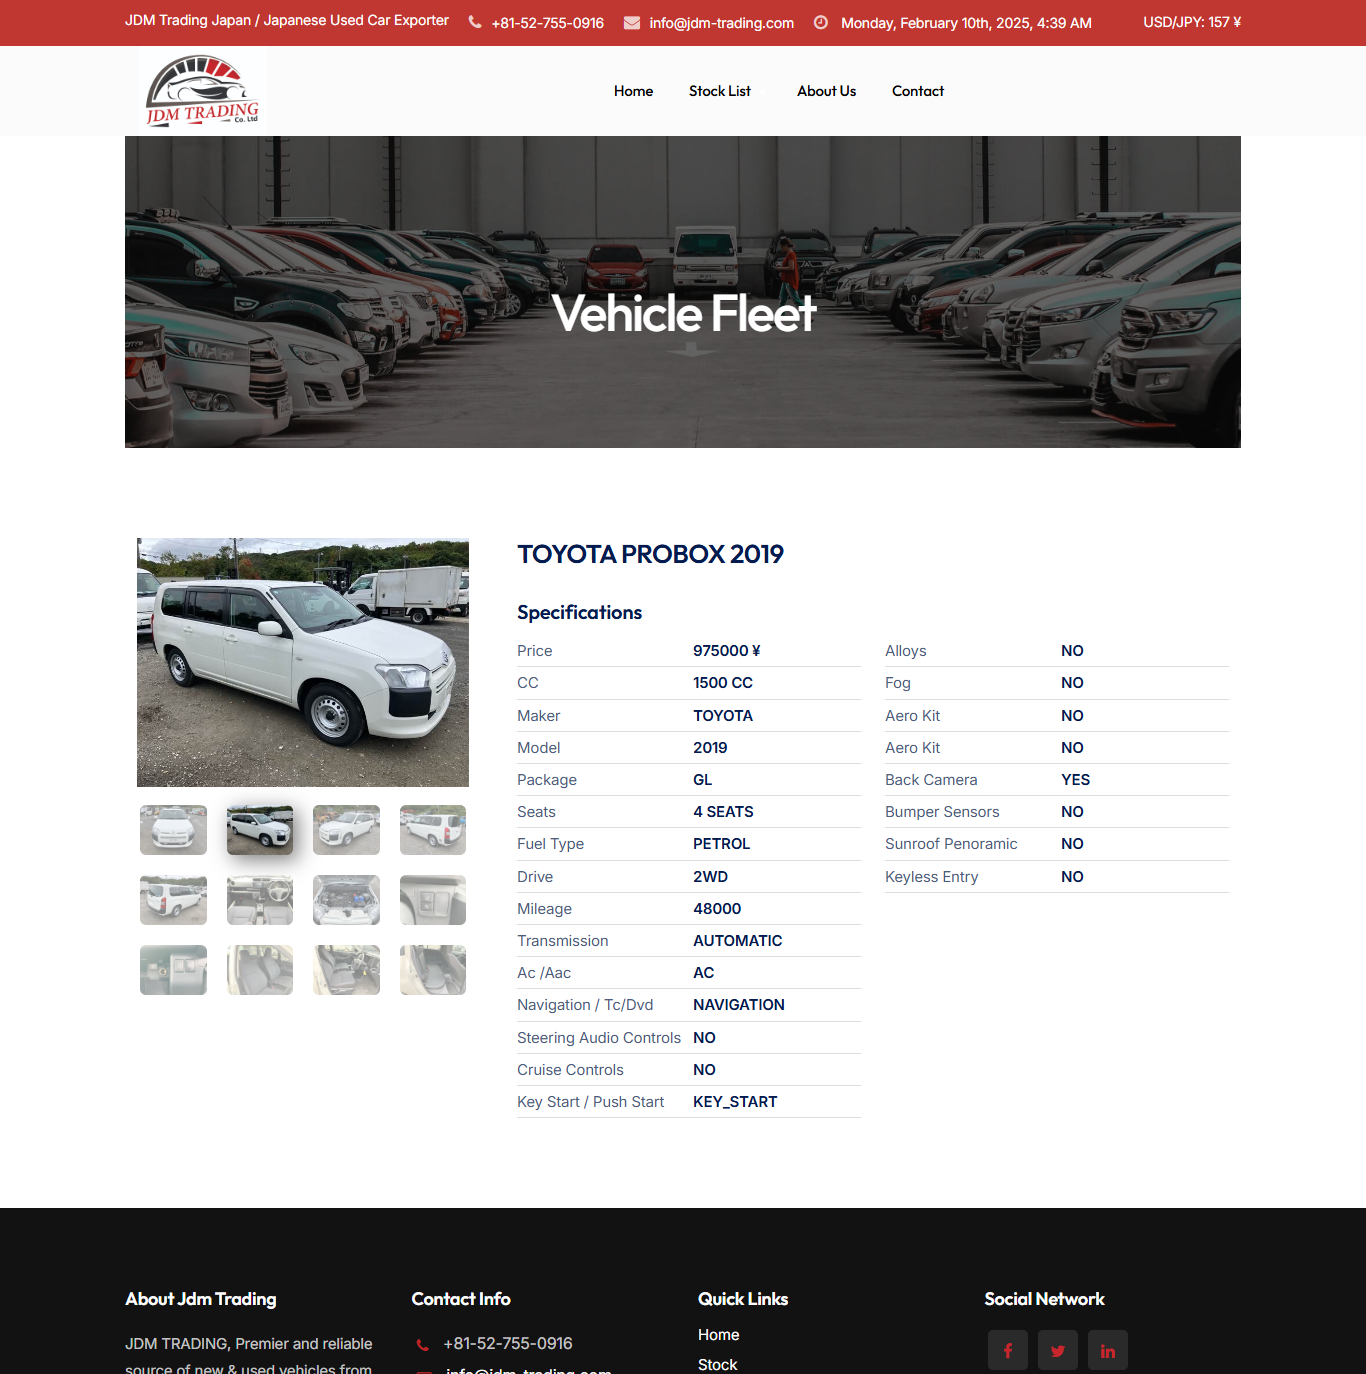 JDM Trading Japan / Japanese Used Car Exporter
+81-52-755-0916
info@jdm-trading.com
Monday, February 10th, 2025, 4:39 AM
USD/JPY: 157 ¥
JDM TRADING
Co. Ltd
Home
Stock List
About Us
Contact
Vehicle Fleet
TOYOTA PROBOX 2019
Specifications
Price 975000 ¥
CC 1500 CC
Maker TOYOTA
Model 2019
Package GL
Seats 4 SEATS
Fuel Type PETROL
Drive 2WD
Mileage 48000
Transmission AUTOMATIC
Ac /Aac AC
Navigation / Tc/Dvd NAVIGATION
Steering Audio Controls NO
Cruise Controls NO
Key Start / Push Start KEY_START
Alloys NO
Fog NO
Aero Kit NO
Aero Kit NO
Back Camera YES
Bumper Sensors NO
Sunroof Penoramic NO
Keyless Entry NO
About Jdm Trading
JDM TRADING, Premier and reliable
source of new & used vehicles from
Contact Info
+81-52-755-0916
info@jdm-trading.com
Quick Links
Home
Stock
Social Network